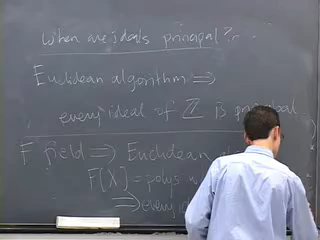 When are ideals principal?
Euclidean algorithm ⟹
every ideal of ℤ is principal
F field ⟹ Euclidean
F[X] = polys
⟹ every